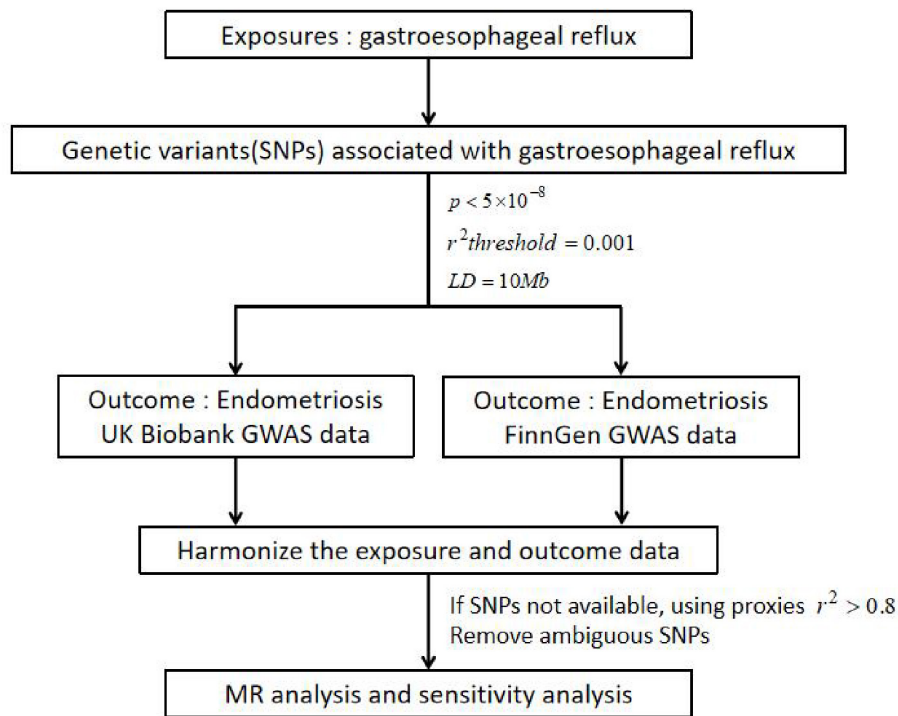 Exposures : gastroesophageal reflux
Genetic variants(SNPs) associated with gastroesophageal reflux
p < 5×10⁻⁸
r² threshold = 0.001
LD = 10Mb
Outcome : Endometriosis
UK Biobank GWAS data
Outcome : Endometriosis
FinnGen GWAS data
Harmonize the exposure and outcome data
If SNPs not available, using proxies r² > 0.8
Remove ambiguous SNPs
MR analysis and sensitivity analysis